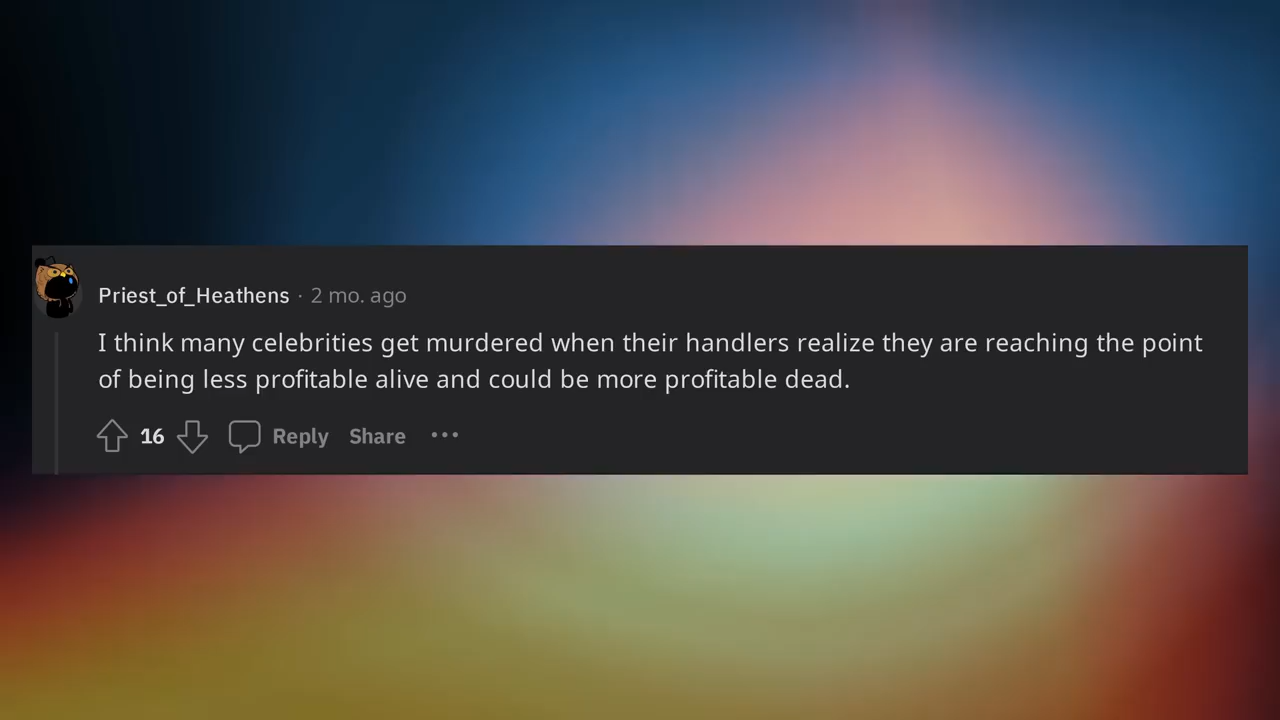 Priest_of_Heathens · 2 mo. ago
I think many celebrities get murdered when their handlers realize they are reaching the point
of being less profitable alive and could be more profitable dead.
16 Reply Share ···